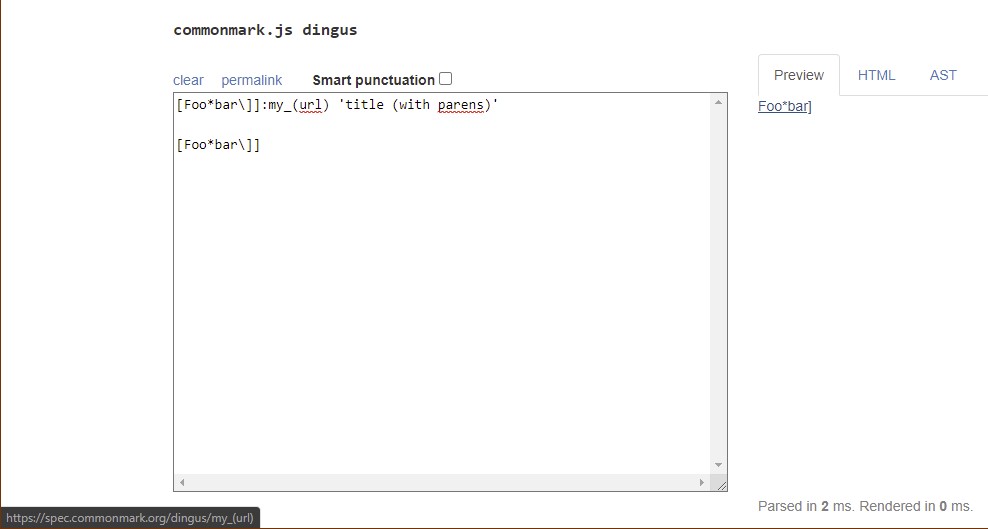 commonmark.js dingus
clear permalink Smart punctuation
Preview HTML AST
[Foo*bar\]]:my_(url) 'title (with parens)'
Foo*bar]
[Foo*bar\]]
Parsed in 2 ms. Rendered in 0 ms.
https://spec.commonmark.org/dingus/my_(url)